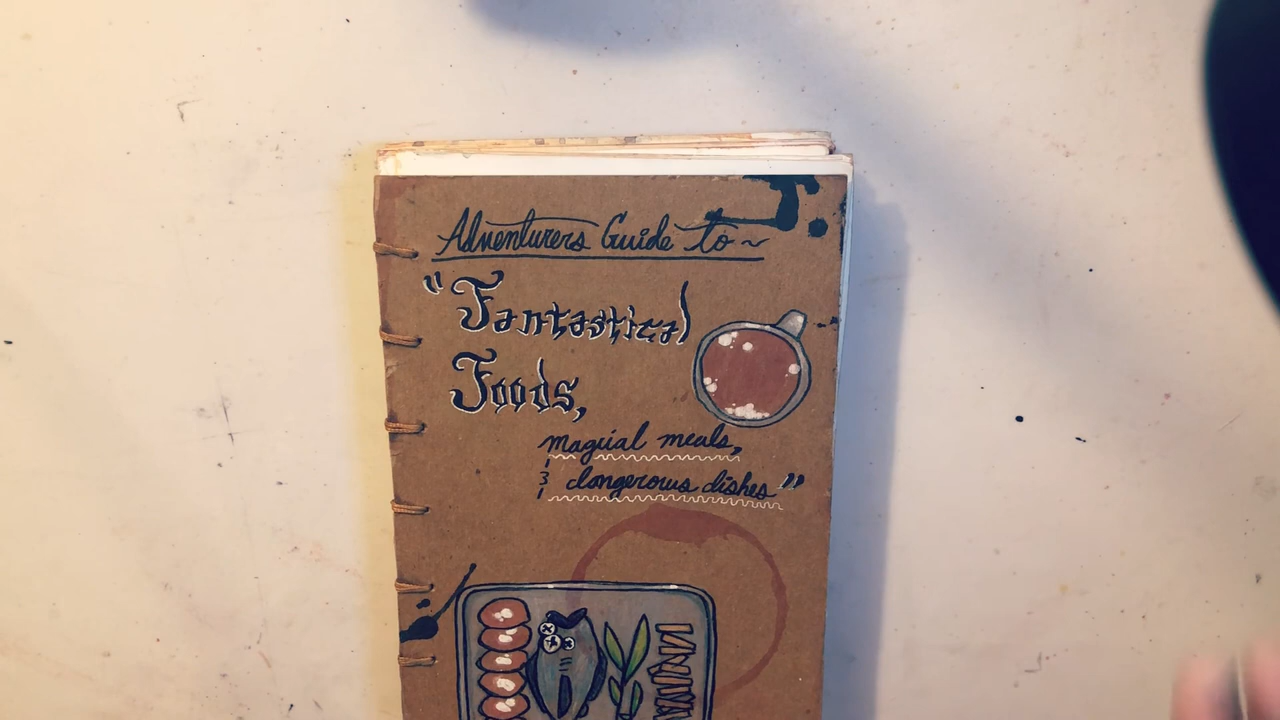 Adventurers Guide to~
"Fantastical
Foods,
magical meals,
& dangerous dishes"